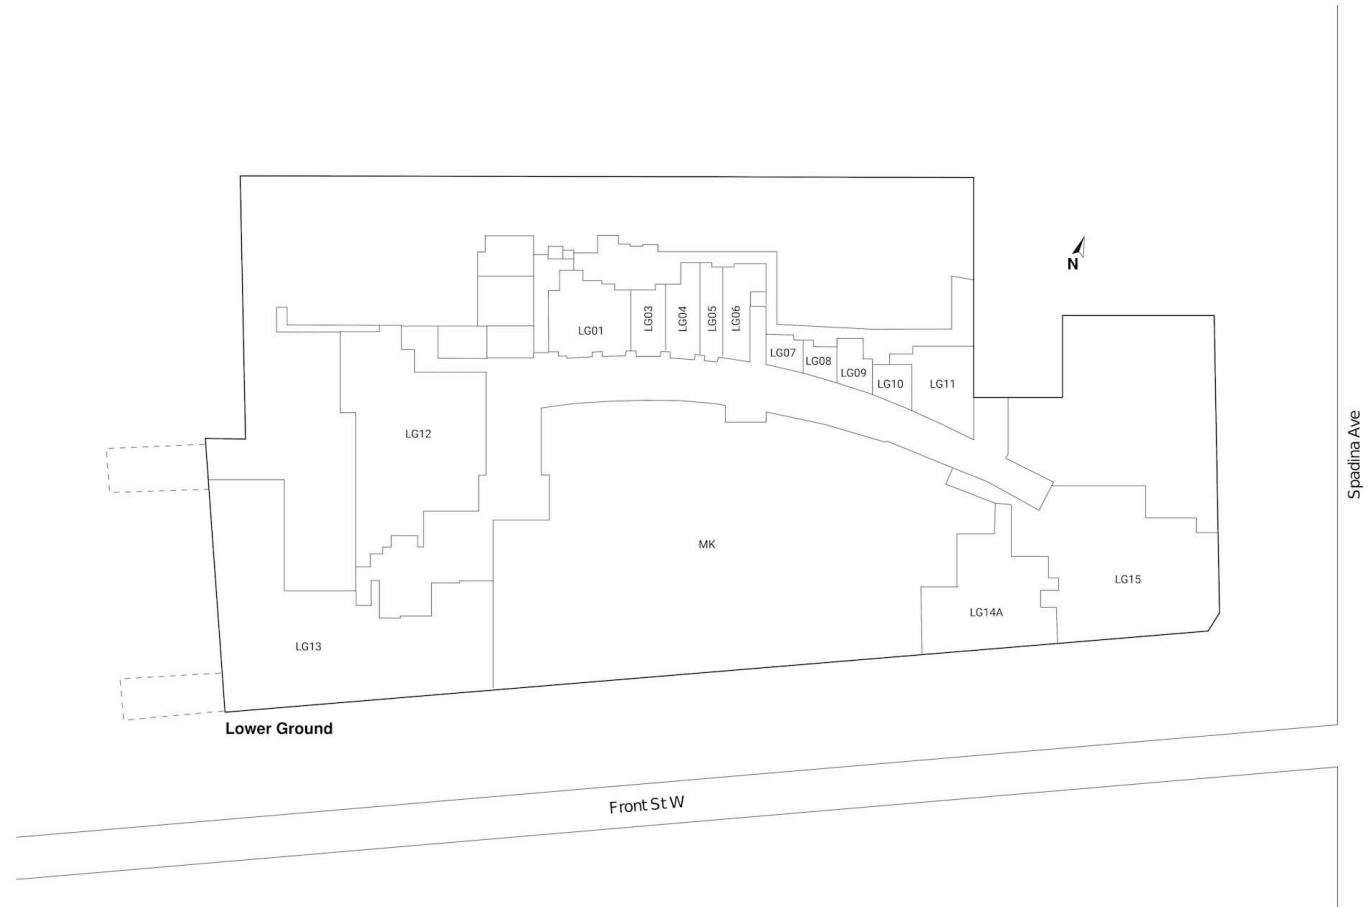 N
LG01
LG03
LG04
LG05
LG06
LG07
LG08
LG09
LG10
LG11
LG12
Spadina Ave
MK
LG15
LG14A
LG13
Lower Ground
Front St W